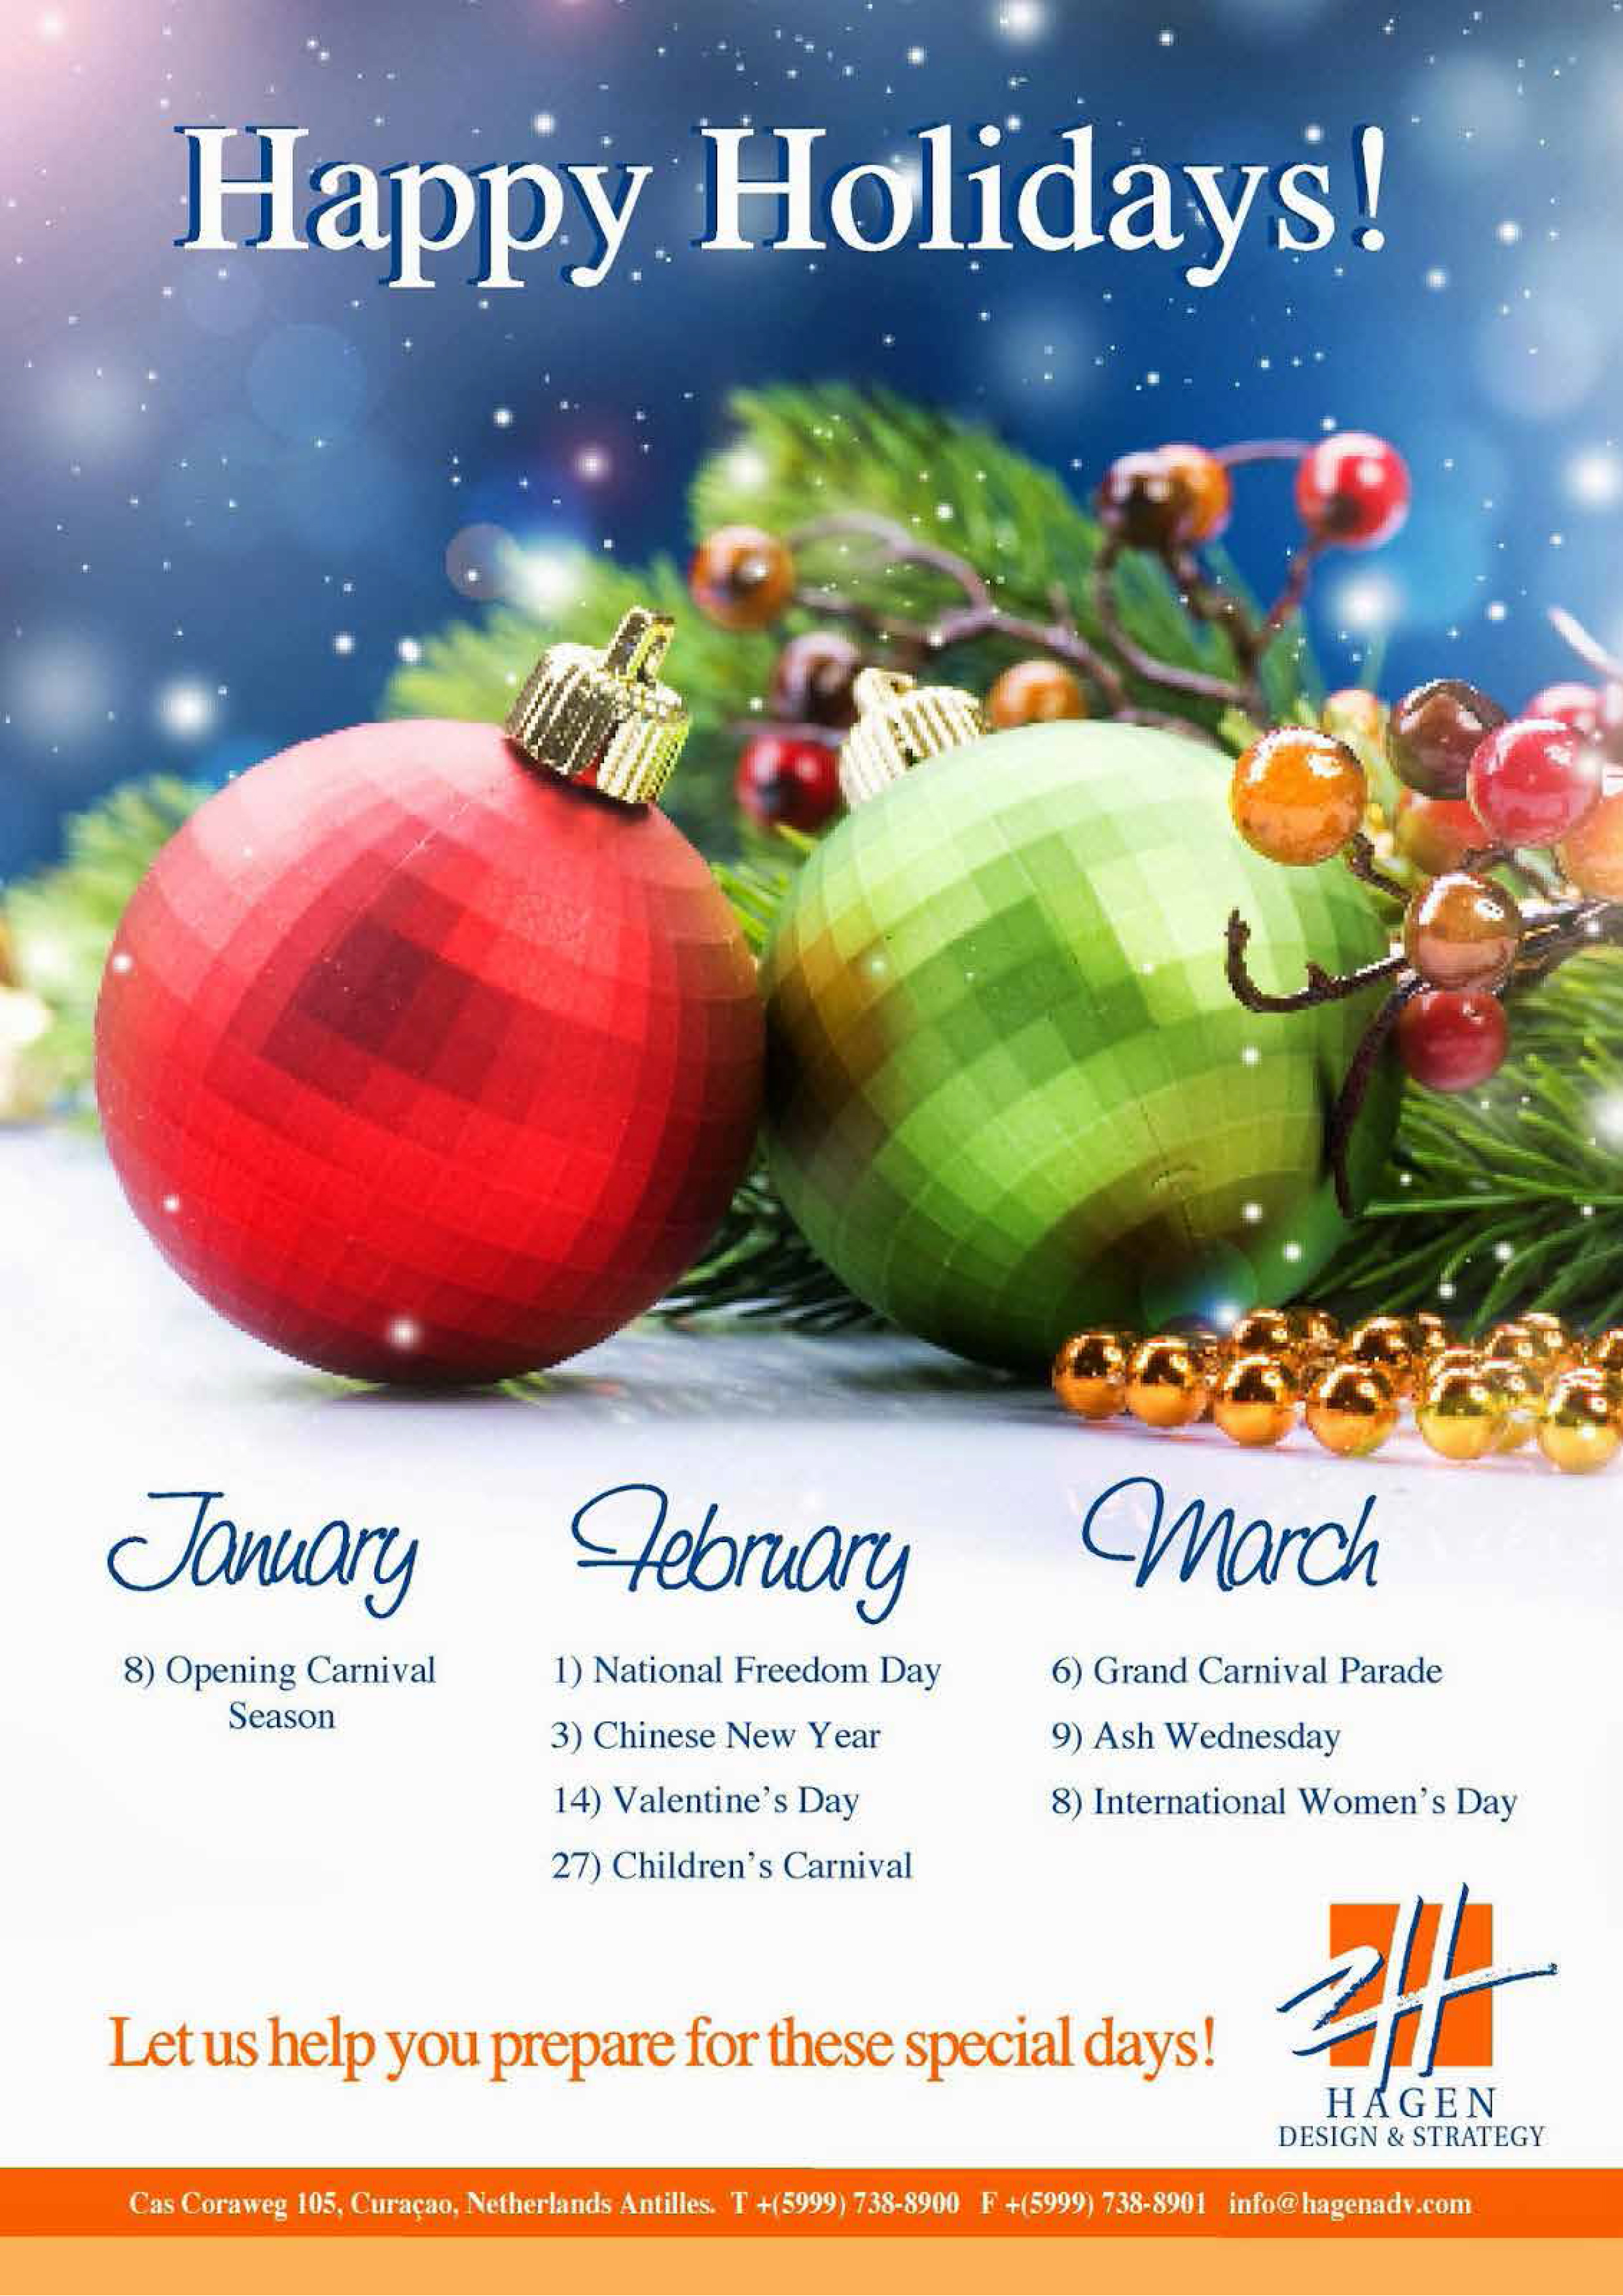 Happy Holidays!
January
8) Opening Carnival
Season
February
1) National Freedom Day
3) Chinese New Year
14) Valentine's Day
27) Children's Carnival
March
6) Grand Carnival Parade
9) Ash Wednesday
8) International Women's Day
Let us help you prepare for these special days!
HAGEN
DESIGN & STRATEGY
Cas Coraweg 105, Curaçao, Netherlands Antilles. T +(5999) 738-8900 F +(5999) 738-8901 info@hagenadv.com